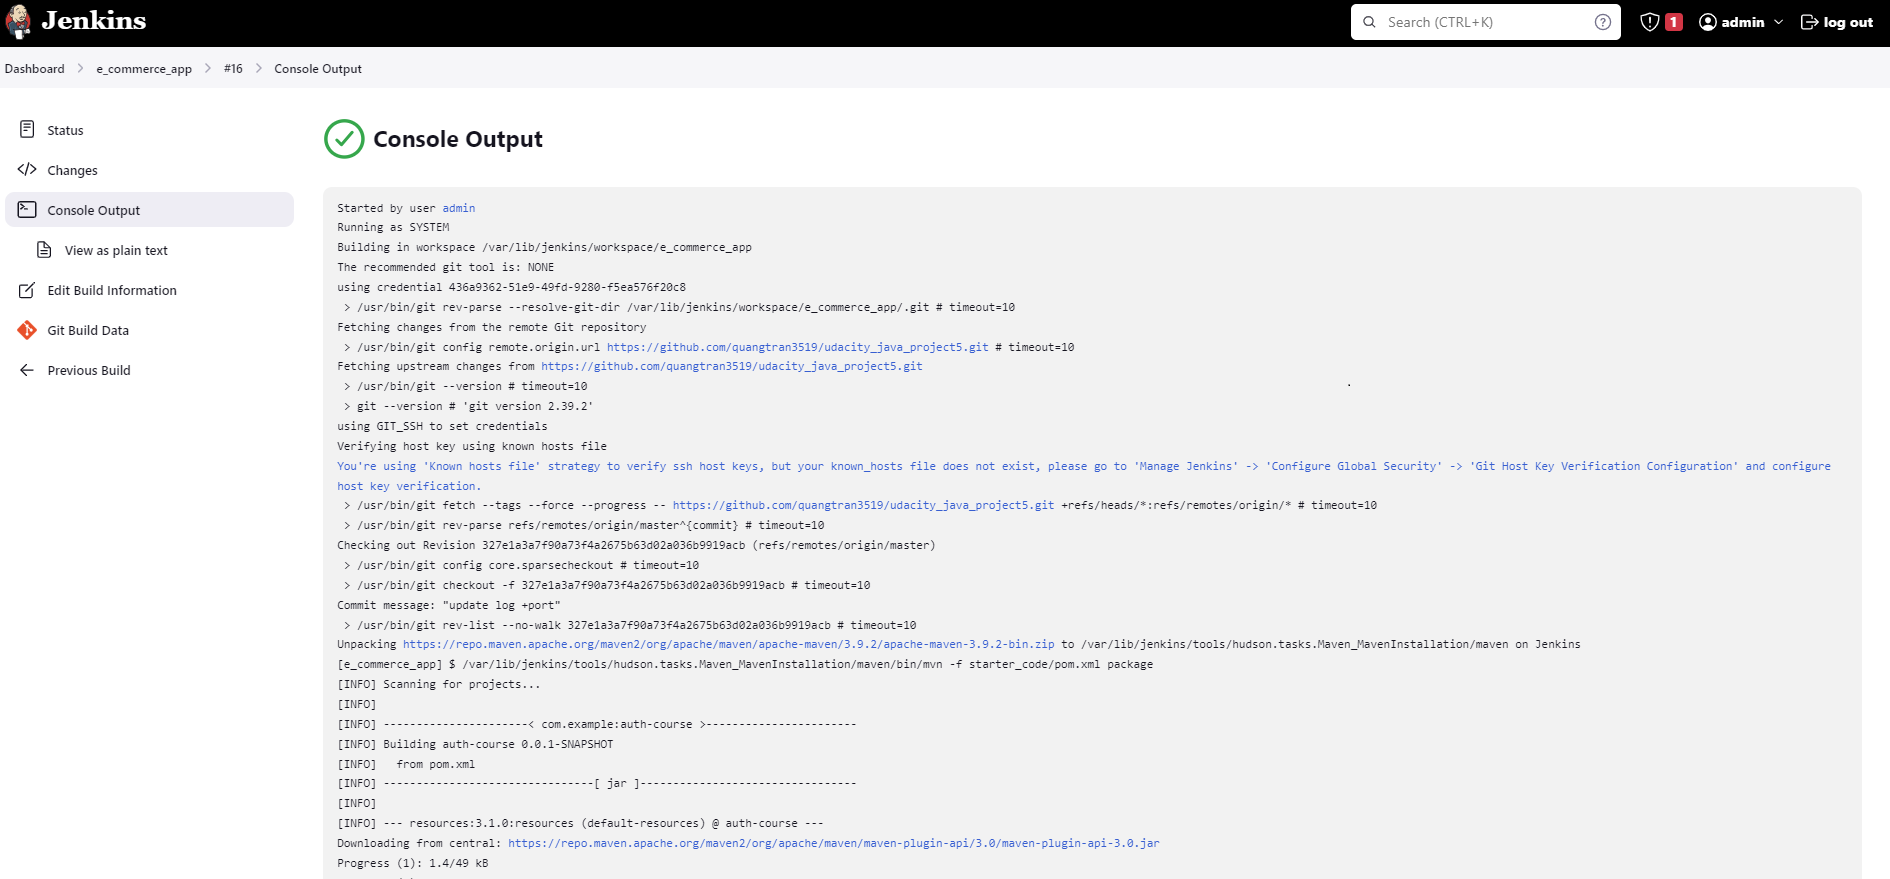 Jenkins
Search (CTRL+K)
1
admin
log out
Dashboard
e_commerce_app
#16
Console Output
Status
Changes
Console Output
View as plain text
Edit Build Information
Git Build Data
Previous Build
Console Output
Started by user admin
Running as SYSTEM
Building in workspace /var/lib/jenkins/workspace/e_commerce_app
The recommended git tool is: NONE
using credential 436a9362-51e9-49fd-9280-f5ea576f20c8
> /usr/bin/git rev-parse --resolve-git-dir /var/lib/jenkins/workspace/e_commerce_app/.git # timeout=10
Fetching changes from the remote Git repository
> /usr/bin/git config remote.origin.url https://github.com/quangtran3519/udacity_java_project5.git # timeout=10
Fetching upstream changes from https://github.com/quangtran3519/udacity_java_project5.git
> /usr/bin/git --version # timeout=10
> git --version # 'git version 2.39.2'
using GIT_SSH to set credentials
Verifying host key using known hosts file
You're using 'Known hosts file' strategy to verify ssh host keys, but your known_hosts file does not exist, please go to 'Manage Jenkins' -> 'Configure Global Security' -> 'Git Host Key Verification Configuration' and configure
host key verification.
> /usr/bin/git fetch --tags --force --progress -- https://github.com/quangtran3519/udacity_java_project5.git +refs/heads/*:refs/remotes/origin/* # timeout=10
> /usr/bin/git rev-parse refs/remotes/origin/master^{commit} # timeout=10
Checking out Revision 327e1a3a7f90a73f4a2675b63d02a036b9919acb (refs/remotes/origin/master)
> /usr/bin/git config core.sparsecheckout # timeout=10
> /usr/bin/git checkout -f 327e1a3a7f90a73f4a2675b63d02a036b9919acb # timeout=10
Commit message: "update log +port"
> /usr/bin/git rev-list --no-walk 327e1a3a7f90a73f4a2675b63d02a036b9919acb # timeout=10
Unpacking https://repo.maven.apache.org/maven2/org/apache/maven/apache-maven/3.9.2/apache-maven-3.9.2-bin.zip to /var/lib/jenkins/tools/hudson.tasks.Maven_MavenInstallation/maven on Jenkins
[e_commerce_app] $ /var/lib/jenkins/tools/hudson.tasks.Maven_MavenInstallation/maven/bin/mvn -f starter_code/pom.xml package
[INFO] Scanning for projects...
[INFO]
[INFO] ----------------------< com.example:auth-course >-----------------------
[INFO] Building auth-course 0.0.1-SNAPSHOT
[INFO]   from pom.xml
[INFO] --------------------------------[ jar ]---------------------------------
[INFO]
[INFO] --- resources:3.1.0:resources (default-resources) @ auth-course ---
Downloading from central: https://repo.maven.apache.org/maven2/org/apache/maven/maven-plugin-api/3.0/maven-plugin-api-3.0.jar
Progress (1): 1.4/49 kB